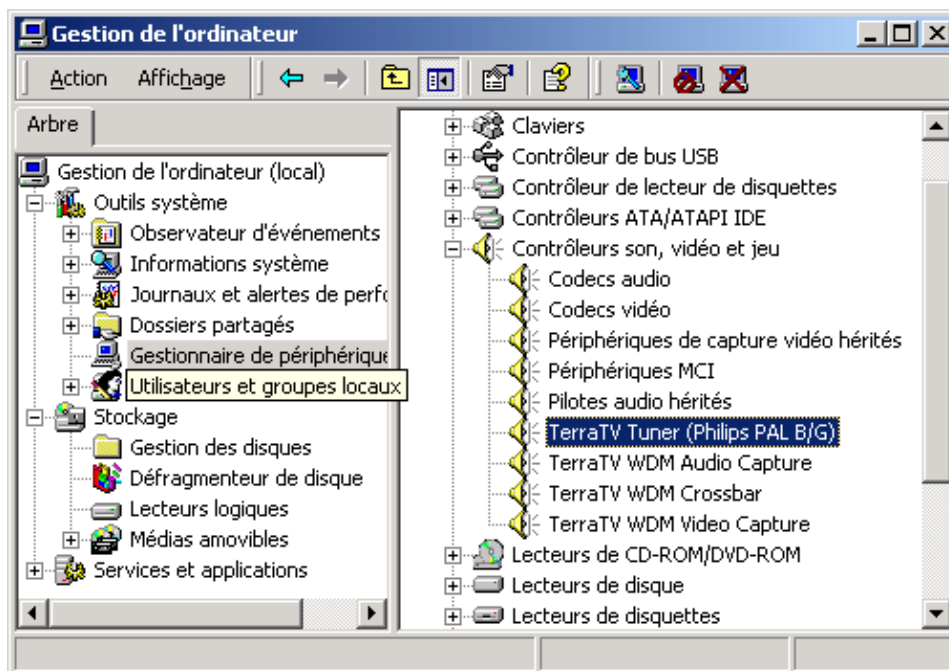 Gestion de l'ordinateur
Action Affichage
Arbre
Gestion de l'ordinateur (local)
Outils système
Observateur d'événements
Informations système
Journaux et alertes de perfo
Dossiers partagés
Gestionnaire de périphérique
Utilisateurs et groupes locaux
Stockage
Gestion des disques
Défragmenteur de disque
Lecteurs logiques
Médias amovibles
Services et applications
Claviers
Contrôleur de bus USB
Contrôleur de lecteur de disquettes
Contrôleurs ATA/ATAPI IDE
Contrôleurs son, vidéo et jeu
Codecs audio
Codecs vidéo
Périphériques de capture vidéo hérités
Périphériques MCI
Pilotes audio hérités
TerraTV Tuner (Philips PAL B/G)
TerraTV WDM Audio Capture
TerraTV WDM Crossbar
TerraTV WDM Video Capture
Lecteurs de CD-ROM/DVD-ROM
Lecteurs de disque
Lecteurs de disquettes